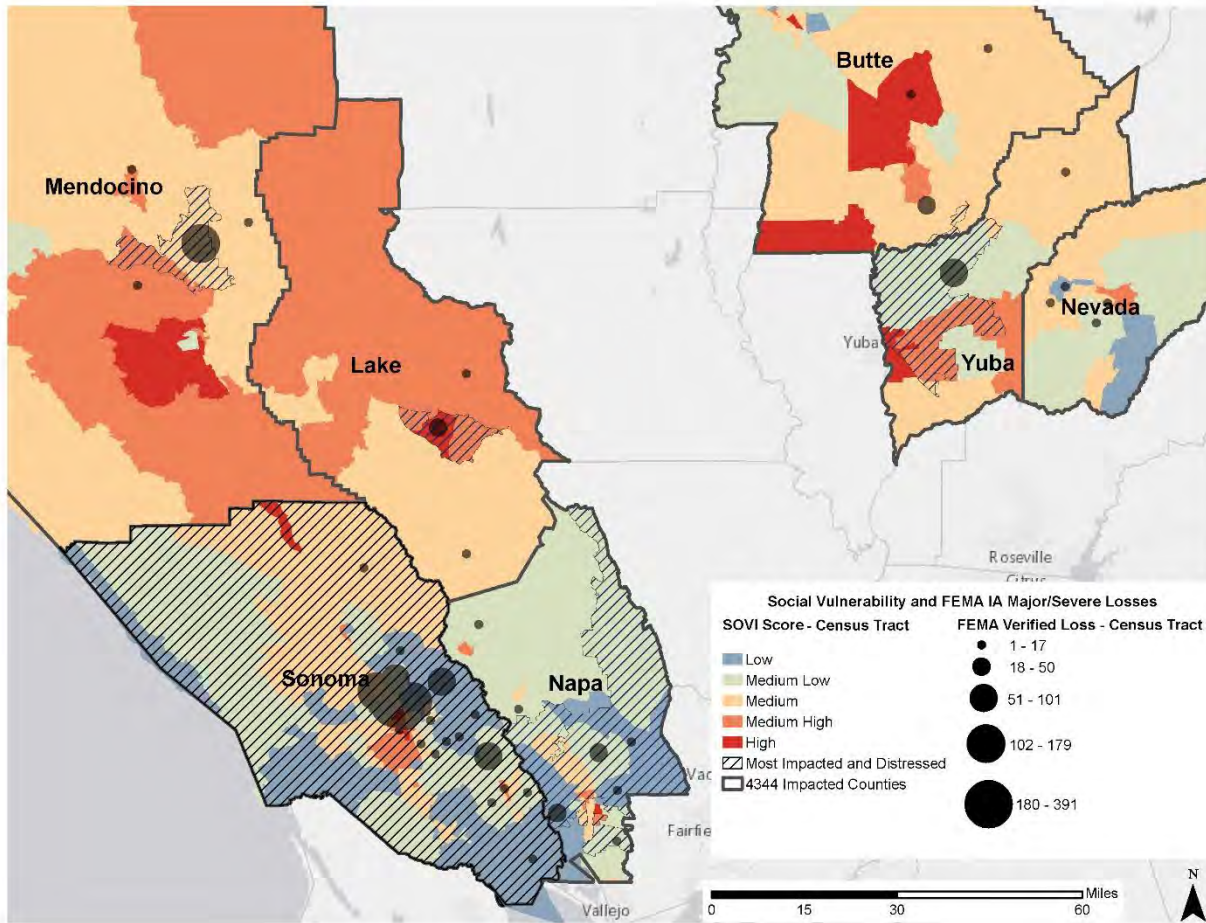 Butte
Mendocino
Lake
Nevada
Yuba
Yuba
Roseville
Sonoma
Napa
Fairfie
Vallejo
Social Vulnerability and FEMA IA Major/Severe Losses
SOVI Score - Census Tract
Low
Medium Low
Medium
Medium High
High
Most Impacted and Distressed
4344 Impacted Counties
FEMA Verified Loss - Census Tract
1 - 17
18 - 50
51 - 101
102 - 179
180 - 391
N
Miles
0 15 30 60